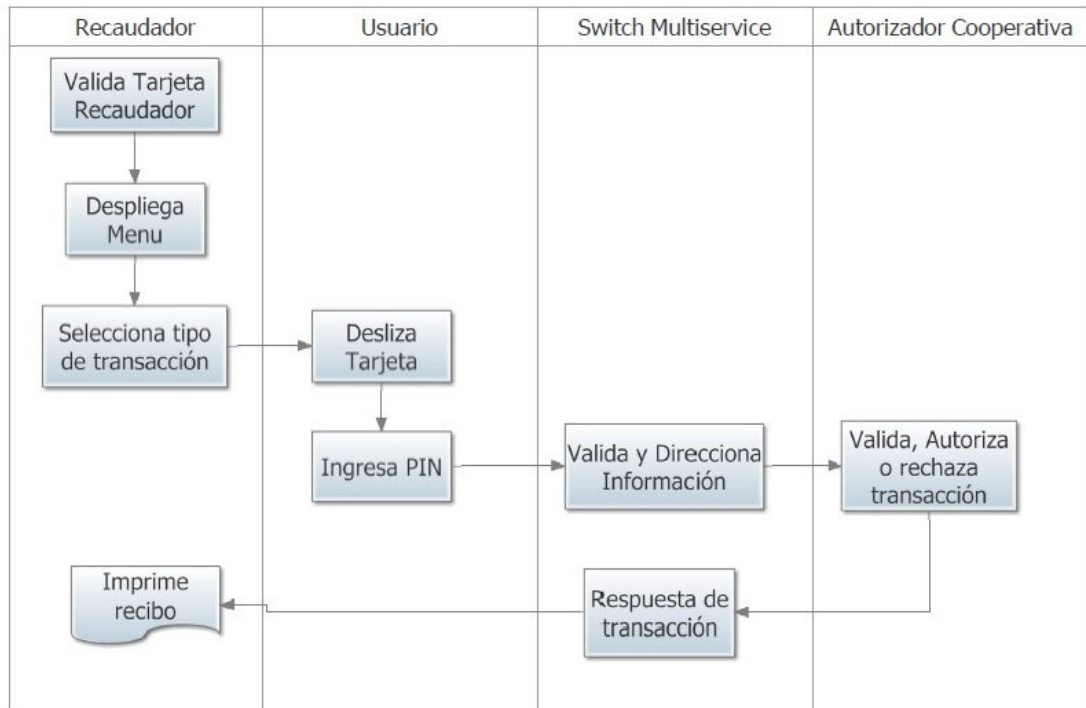 Recaudador
Usuario
Switch Multiservice
Autorizador Cooperativa
Valida Tarjeta
Recaudador
Despliega
Menu
Selecciona tipo
de transacción
Desliza
Tarjeta
Ingresa PIN
Valida y Direcciona
Información
Valida, Autoriza
o rechaza
transacción
Respuesta de
transacción
Imprime
recibo